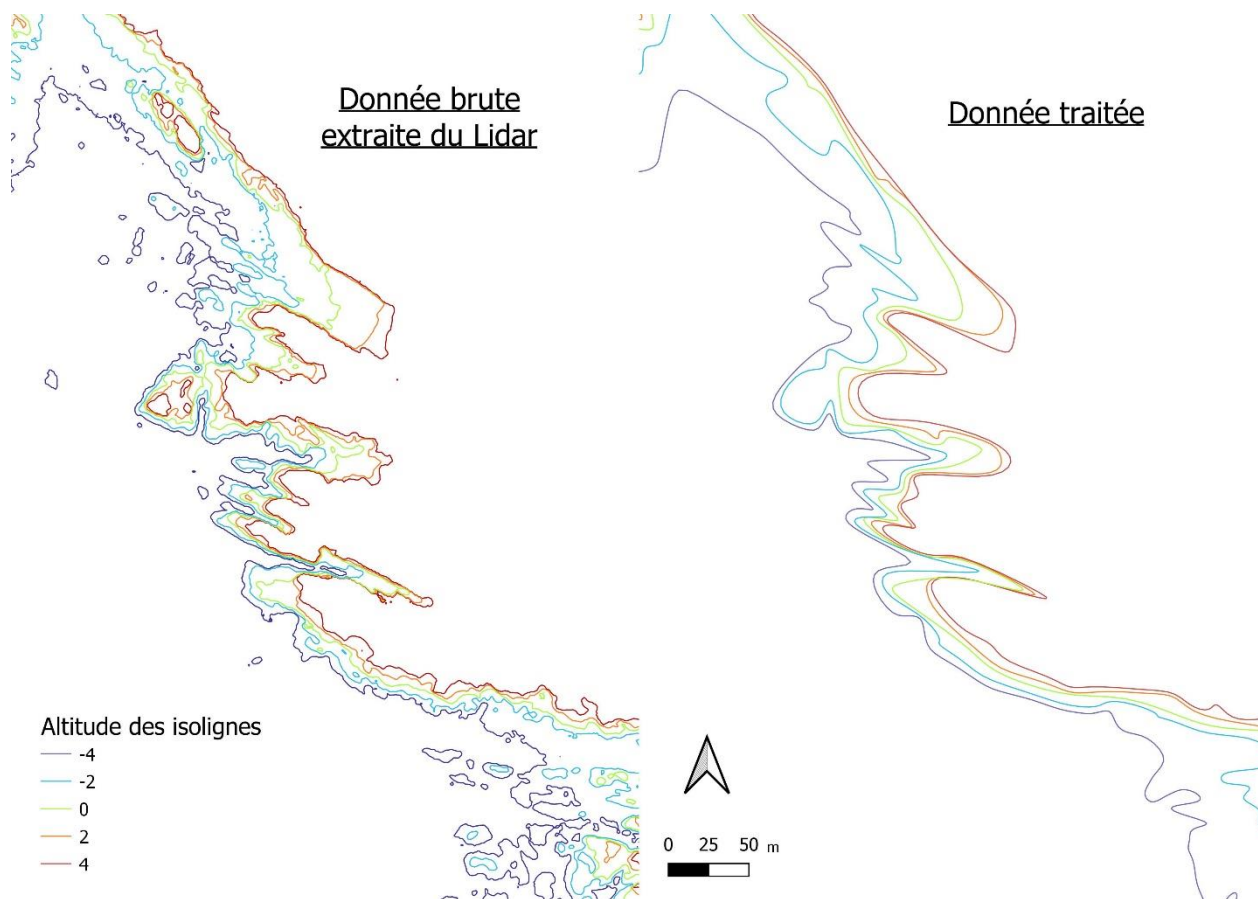 Donnée brute
extraite du Lidar
Donnée traitée
Altitude des isolignes
-4
-2
0
2
4
0 25 50 m